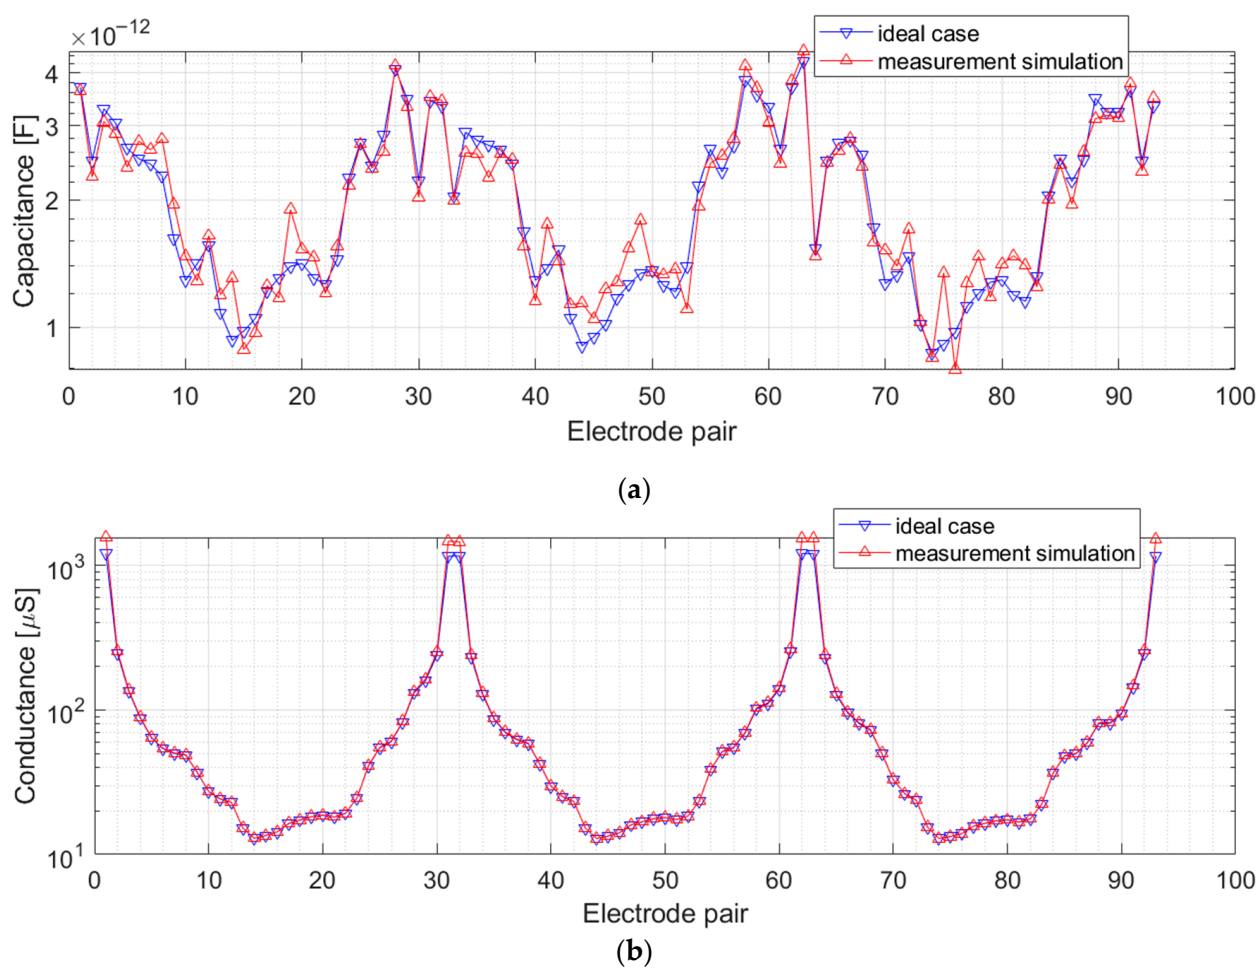 ×10⁻¹²
ideal case
measurement simulation
4
3
2
1
Capacitance [F]
0 10 20 30 40 50 60 70 80 90 100
Electrode pair
(a)
ideal case
measurement simulation
10³
10²
10¹
Conductance [μS]
0 10 20 30 40 50 60 70 80 90 100
Electrode pair
(b)